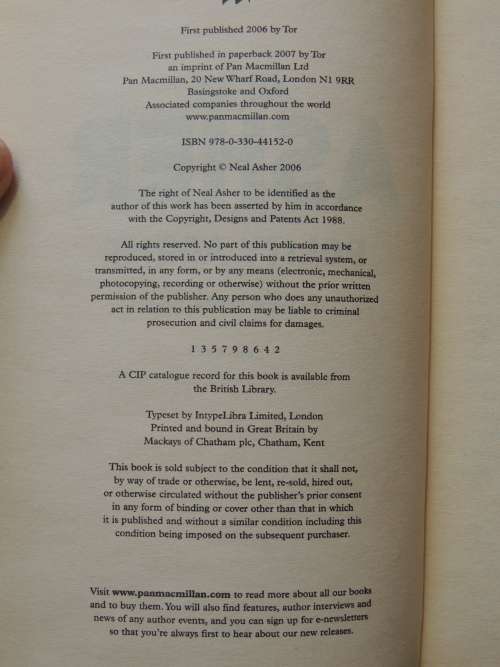 First published 2006 by Tor
First published in paperback 2007 by Tor
an imprint of Pan Macmillan Ltd
Pan Macmillan, 20 New Wharf Road, London N1 9RR
Basingstoke and Oxford
Associated companies throughout the world
www.panmacmillan.com
ISBN 978-0-330-44152-0
Copyright © Neal Asher 2006
The right of Neal Asher to be identified as the
author of this work has been asserted by him in accordance
with the Copyright, Designs and Patents Act 1988.
All rights reserved. No part of this publication may be
reproduced, stored in or introduced into a retrieval system, or
transmitted, in any form, or by any means (electronic, mechanical,
photocopying, recording or otherwise) without the prior written
permission of the publisher. Any person who does any unauthorized
act in relation to this publication may be liable to criminal
prosecution and civil claims for damages.
1 3 5 7 9 8 6 4 2
A CIP catalogue record for this book is available from
the British Library.
Typeset by IntypeLibra Limited, London
Printed and bound in Great Britain by
Mackays of Chatham plc, Chatham, Kent
This book is sold subject to the condition that it shall not,
by way of trade or otherwise, be lent, re-sold, hired out,
or otherwise circulated without the publisher's prior consent
in any form of binding or cover other than that in which
it is published and without a similar condition including this
condition being imposed on the subsequent purchaser.
Visit www.panmacmillan.com to read more about all our books
and to buy them. You will also find features, author interviews and
news of any author events, and you can sign up for e-newsletters
so that you're always first to hear about our new releases.